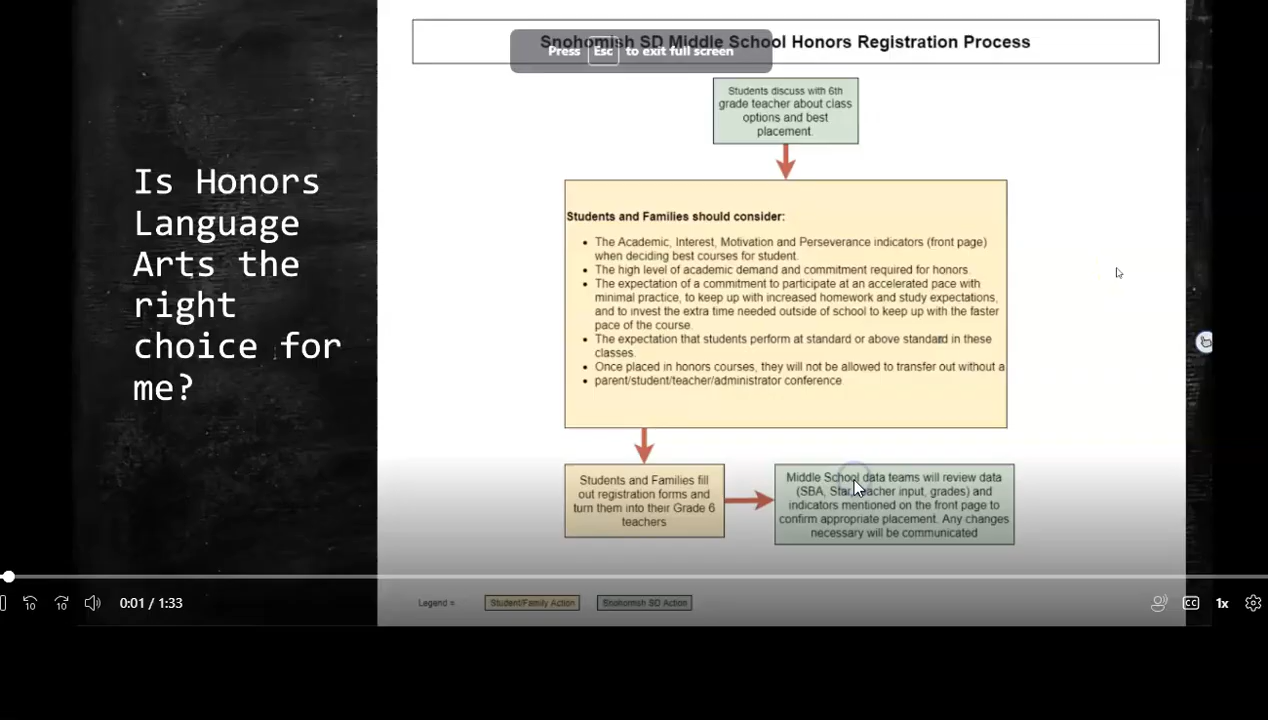 Snohomish SD Middle School Honors Registration Process
Press Esc to exit full screen
Is Honors
Language
Arts the
right
choice for
me?
Students discuss with 6th
grade teacher about class
options and best
placement.
Students and Families should consider:
• The Academic, Interest, Motivation and Perseverance indicators (front page)
when deciding best courses for student.
• The high level of academic demand and commitment required for honors.
• The expectation of a commitment to participate at an accelerated pace with
minimal practice, to keep up with increased homework and study expectations,
and to invest the extra time needed outside of school to keep up with the faster
pace of the course.
• The expectation that students perform at standard or above standard in these
classes.
• Once placed in honors courses, they will not be allowed to transfer out without a
• parent/student/teacher/administrator conference
Students and Families fill
out registration forms and
turn them into their Grade 6
teachers
Middle School data teams will review data
(SBA, Star, teacher input, grades) and
indicators mentioned on the front page to
confirm appropriate placement. Any changes
necessary will be communicated
Legend =
Student/Family Action
Snohomish SD Action
10
10
0:01 / 1:33
CC
1x